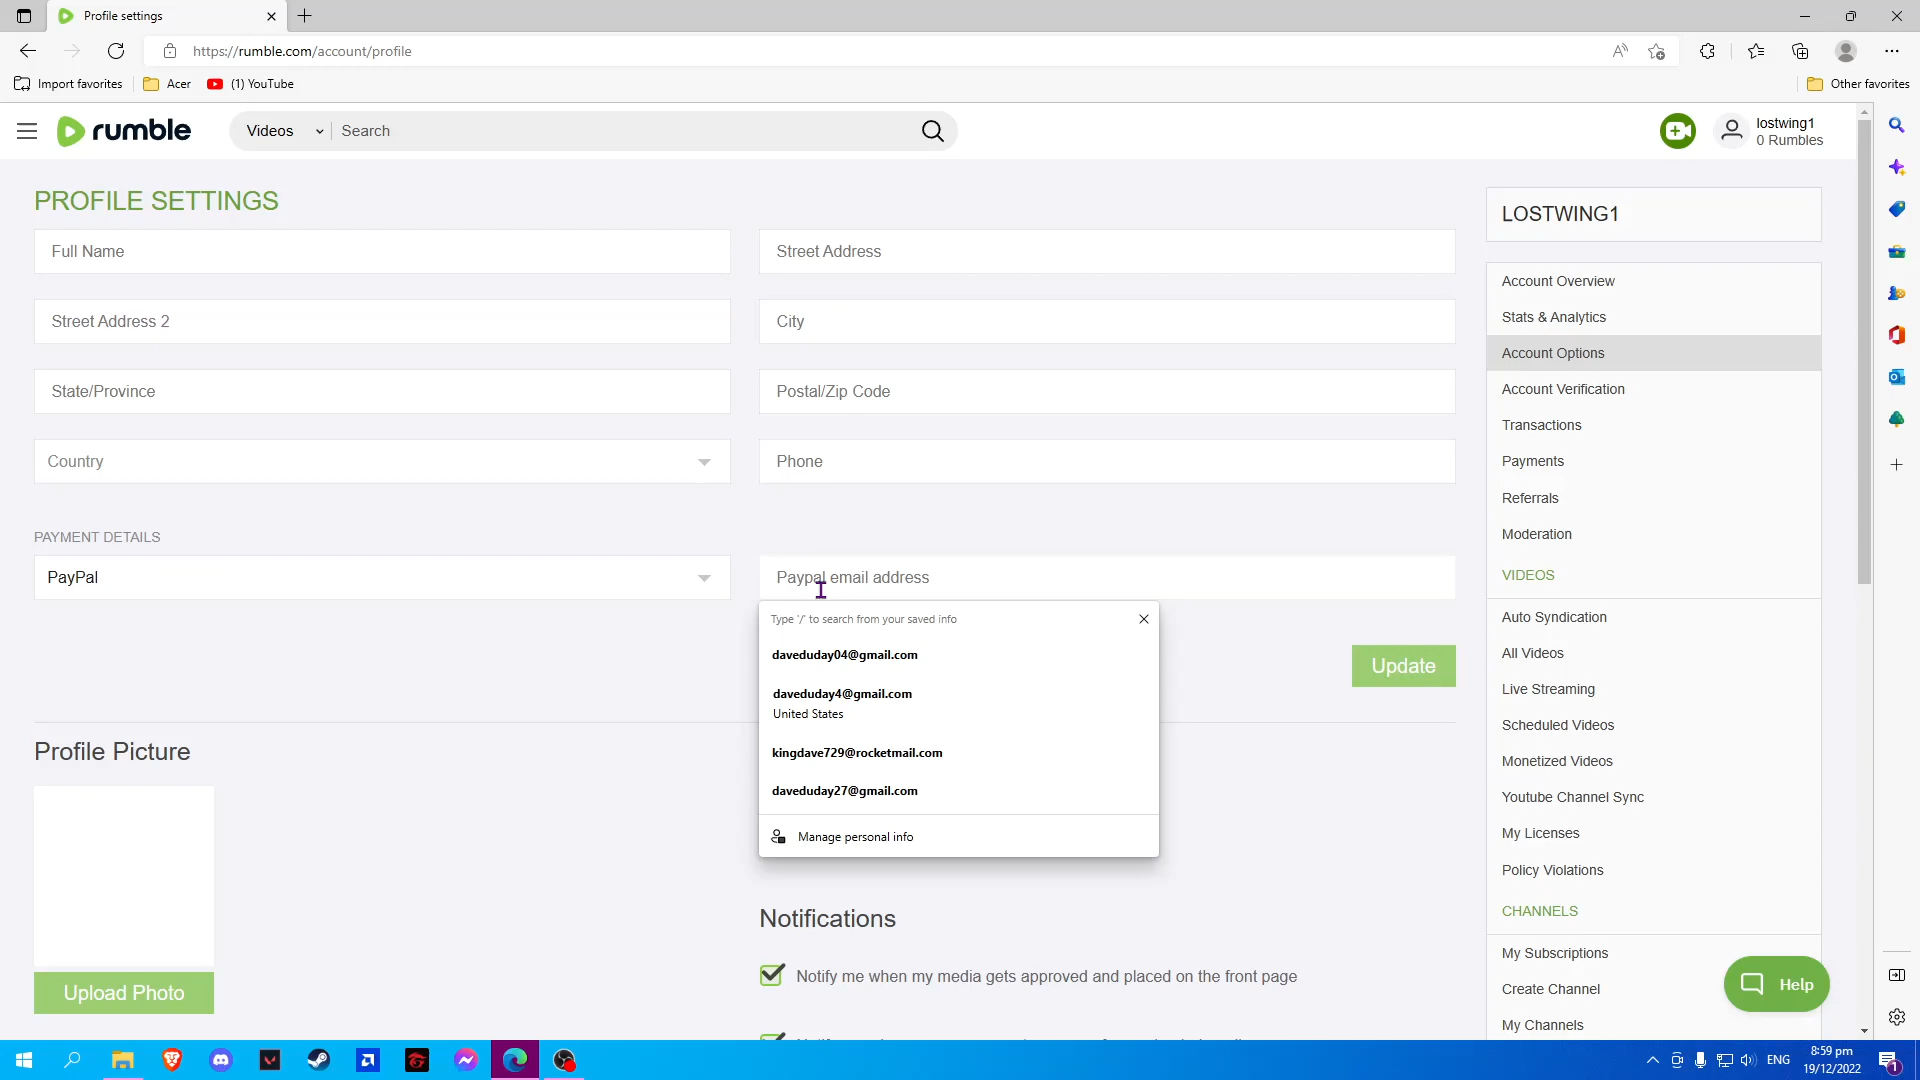 Profile settings
https://rumble.com/account/profile
Import favorites
Acer
(1) YouTube
Other favorites
rumble
Videos
Search
lostwing1
0 Rumbles
PROFILE SETTINGS
Full Name
Street Address
Street Address 2
City
State/Province
Postal/Zip Code
Country
Phone
PAYMENT DETAILS
PayPal
Paypal email address
Type '/' to search from your saved info
daveduday04@gmail.com
daveduday4@gmail.com
United States
kingdave729@rocketmail.com
daveduday27@gmail.com
Manage personal info
Update
Profile Picture
Upload Photo
Notifications
Notify me when my media gets approved and placed on the front page
LOSTWING1
Account Overview
Stats & Analytics
Account Options
Account Verification
Transactions
Payments
Referrals
Moderation
VIDEOS
Auto Syndication
All Videos
Live Streaming
Scheduled Videos
Monetized Videos
Youtube Channel Sync
My Licenses
Policy Violations
CHANNELS
My Subscriptions
Create Channel
My Channels
Help
ENG
8:59 pm
19/12/2022
1